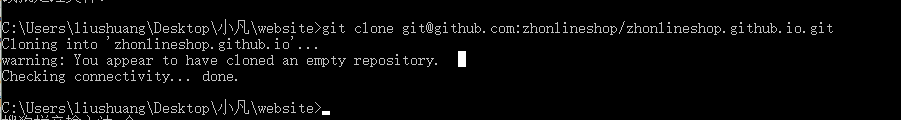 C:\Users\liushuang\Desktop\小凡\website>git clone git@github.com:zhonlineshop/zhonlineshop.github.io.git
Cloning into 'zhonlineshop.github.io'...
warning: You appear to have cloned an empty repository.
Checking connectivity... done.
C:\Users\liushuang\Desktop\小凡\website>